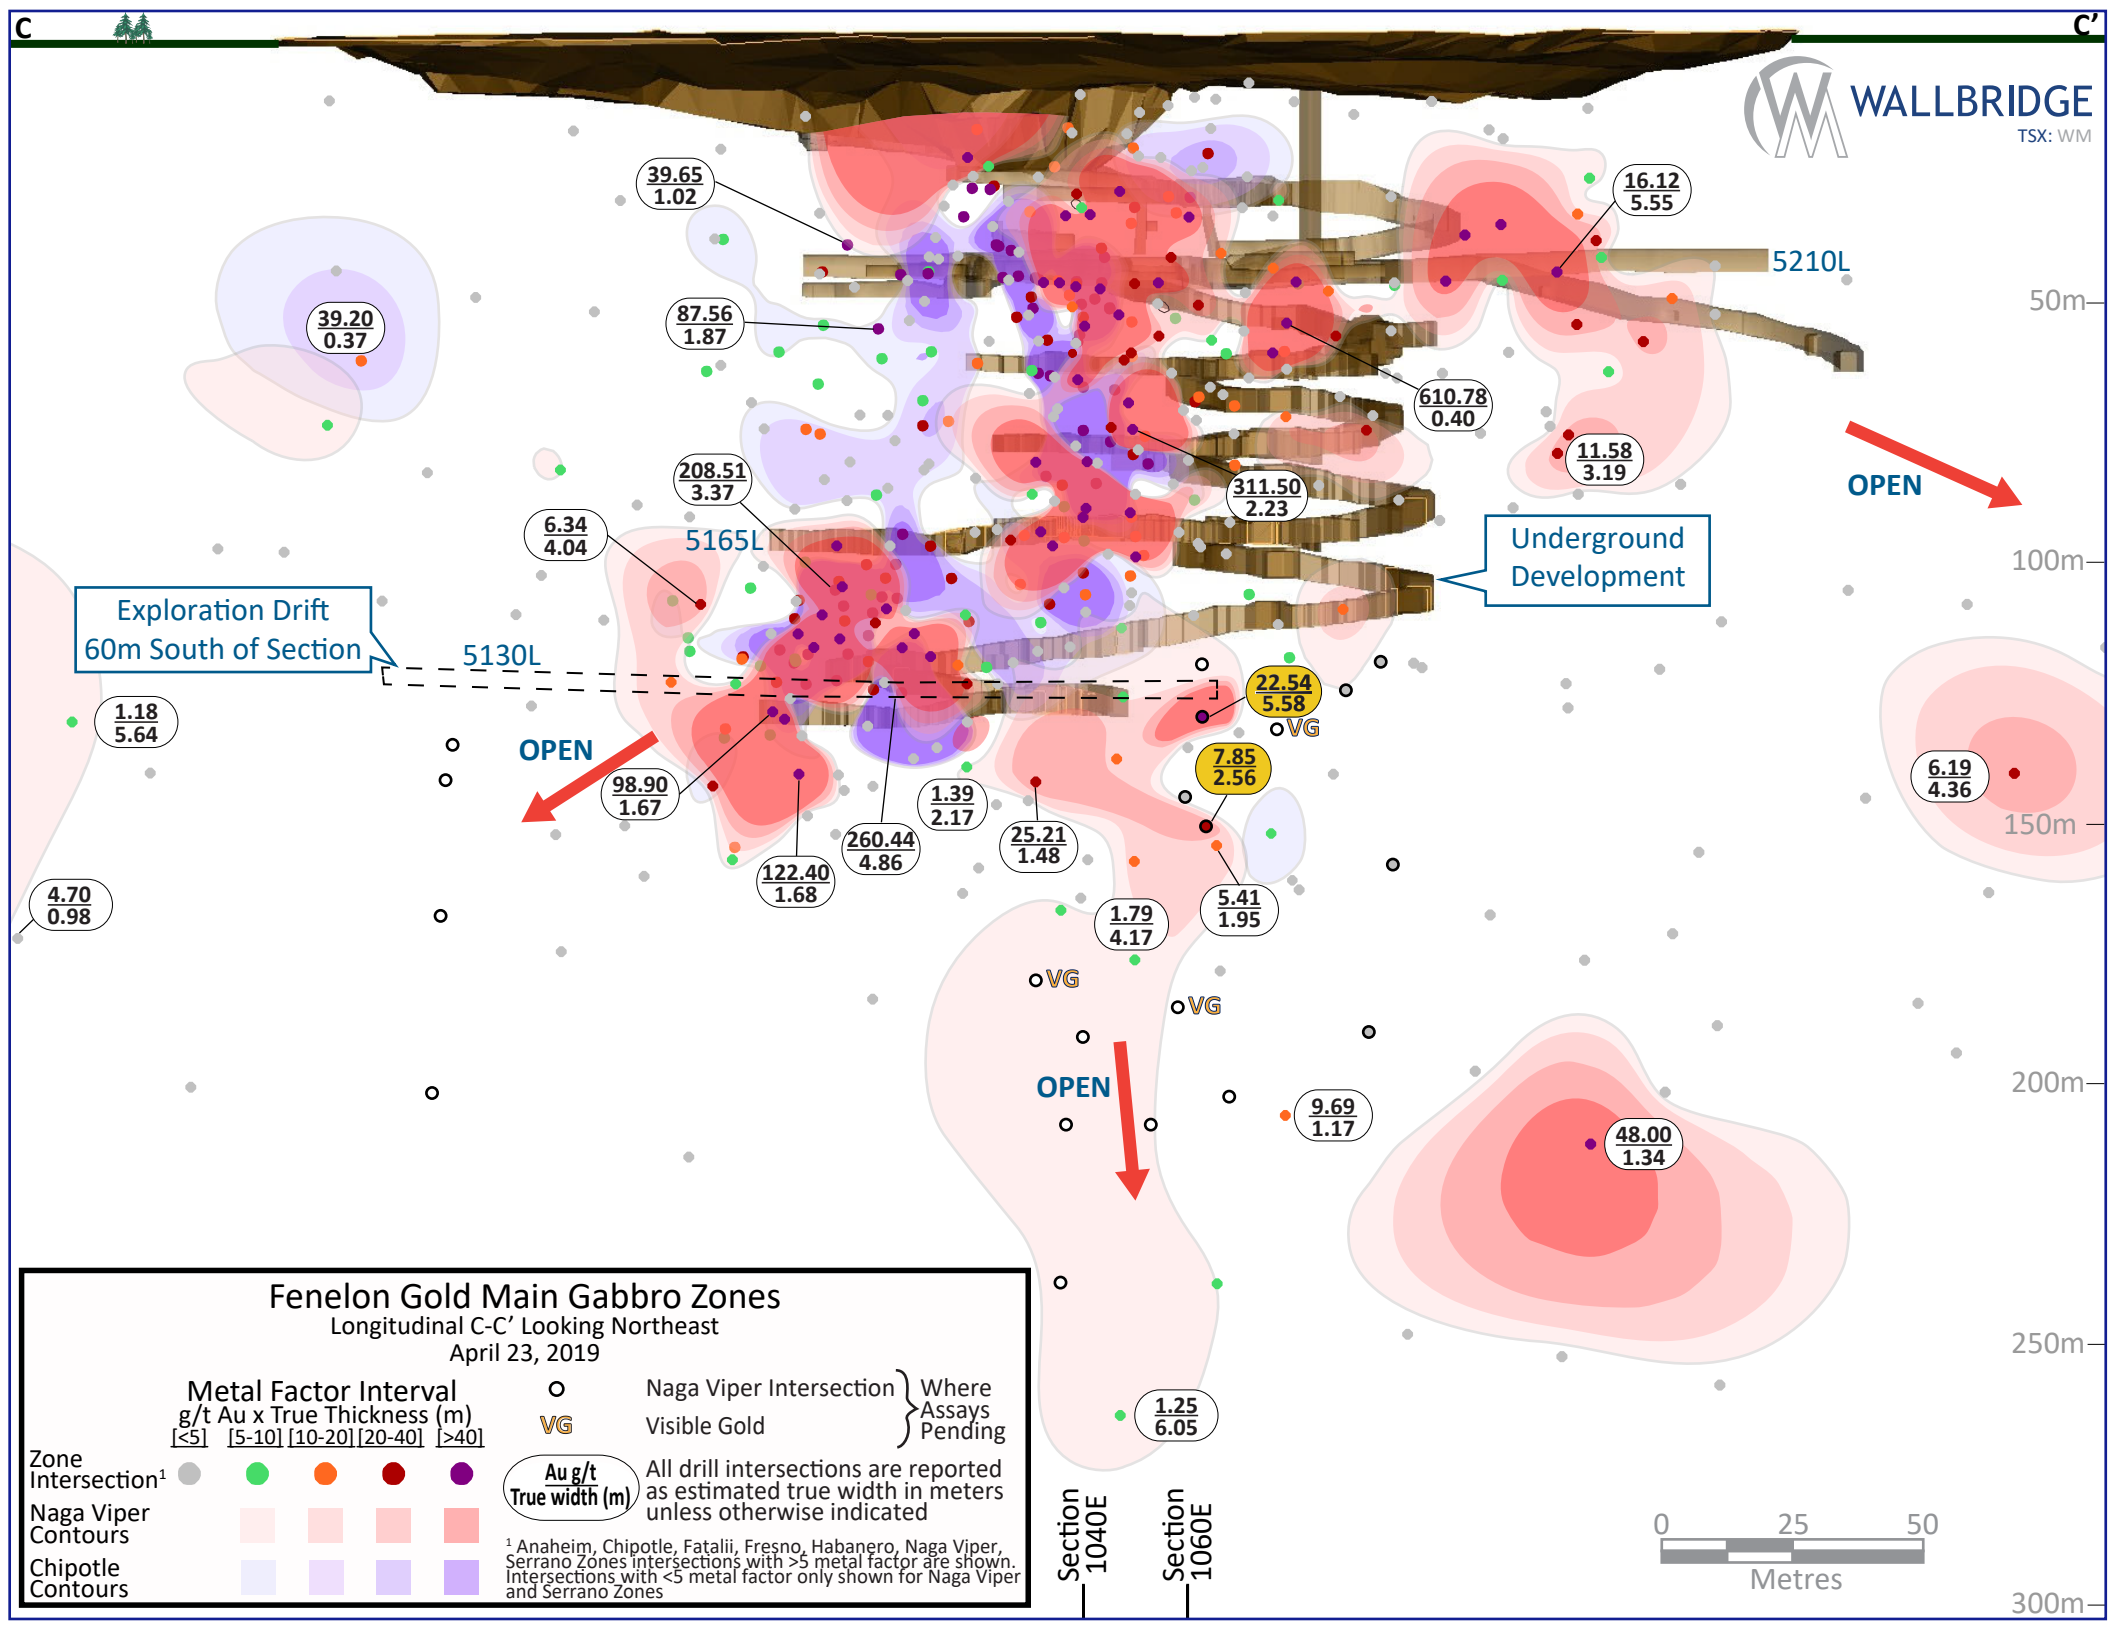 C
C'
WALLBRIDGE
TSX: WM
39.65
1.02
16.12
5.55
5210L
50m
39.20
0.37
87.56
1.87
610.78
0.40
11.58
3.19
OPEN
208.51
3.37
311.50
2.23
6.34
4.04
5165L
Underground
Development
100m
Exploration Drift
60m South of Section
5130L
22.54
5.58
VG
1.18
5.64
OPEN
7.85
2.56
6.19
4.36
98.90
1.67
1.39
2.17
150m
25.21
1.48
260.44
4.86
122.40
1.68
4.70
0.98
5.41
1.95
1.79
4.17
VG
VG
200m
OPEN
9.69
1.17
48.00
1.34
250m
1.25
6.05
Section
1040E
Section
1060E
0 25 50
Metres
300m
Fenelon Gold Main Gabbro Zones
Longitudinal C-C' Looking Northeast
April 23, 2019
Metal Factor Interval
g/t Au x True Thickness (m)
[<5] [5-10] [10-20] [20-40] [>40]
Zone
Intersection¹
Naga Viper
Contours
Chipotle
Contours
Naga Viper Intersection
VG Visible Gold
Where
Assays
Pending
Au g/t
True width (m)
All drill intersections are reported
as estimated true width in meters
unless otherwise indicated
¹ Anaheim, Chipotle, Fatalii, Fresno, Habanero, Naga Viper,
Serrano Zones intersections with >5 metal factor are shown.
Intersections with <5 metal factor only shown for Naga Viper
and Serrano Zones